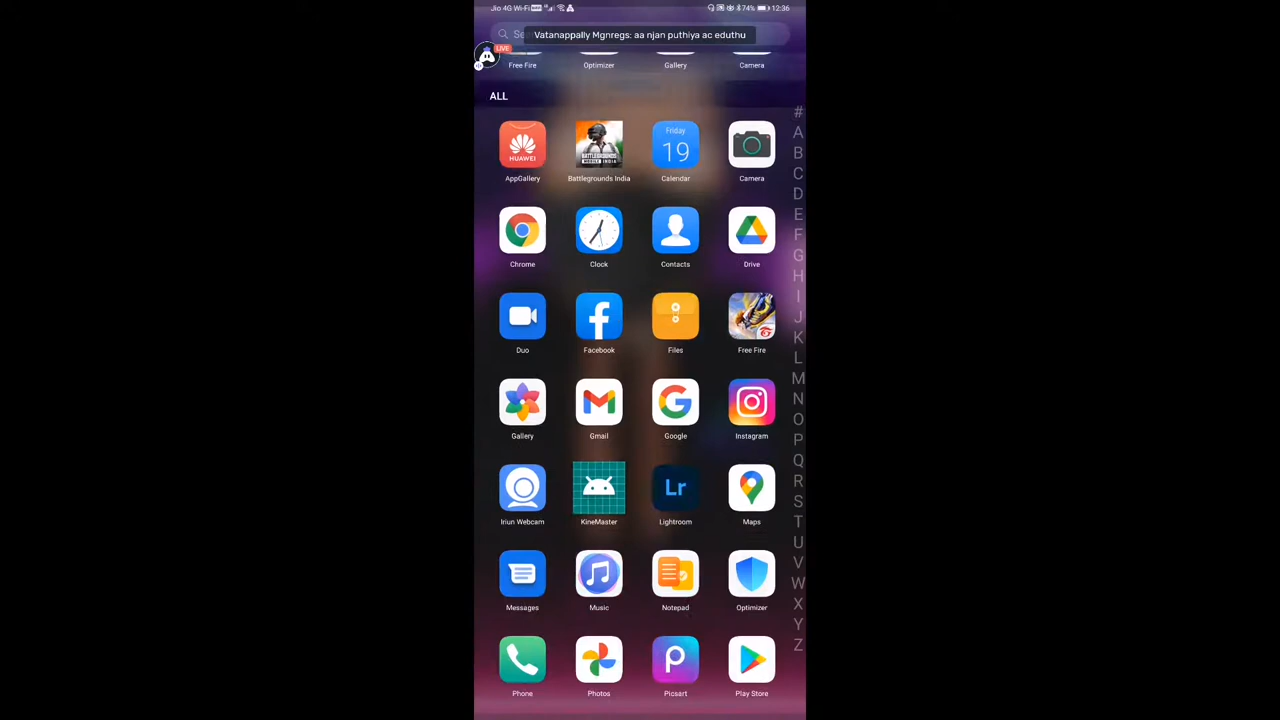 Jio 4G Wi-Fi 74% 12:36
Vatanappally Mgnregs: aa njan puthiya ac eduthu
LIVE
Free Fire Optimizer Gallery Camera
ALL
Friday
HUAWEI BATTLEGROUNDS 19
AppGallery Battlegrounds India Calendar Camera
Chrome Clock Contacts Drive
Duo Facebook Files Free Fire
Gallery Gmail Google Instagram
Lr
Iriun Webcam KineMaster Lightroom Maps
Messages Music Notepad Optimizer
Phone Photos Picsart Play Store
#
A
B
C
D
E
F
G
H
I
J
K
L
M
N
O
P
Q
R
S
T
U
V
W
X
Y
Z